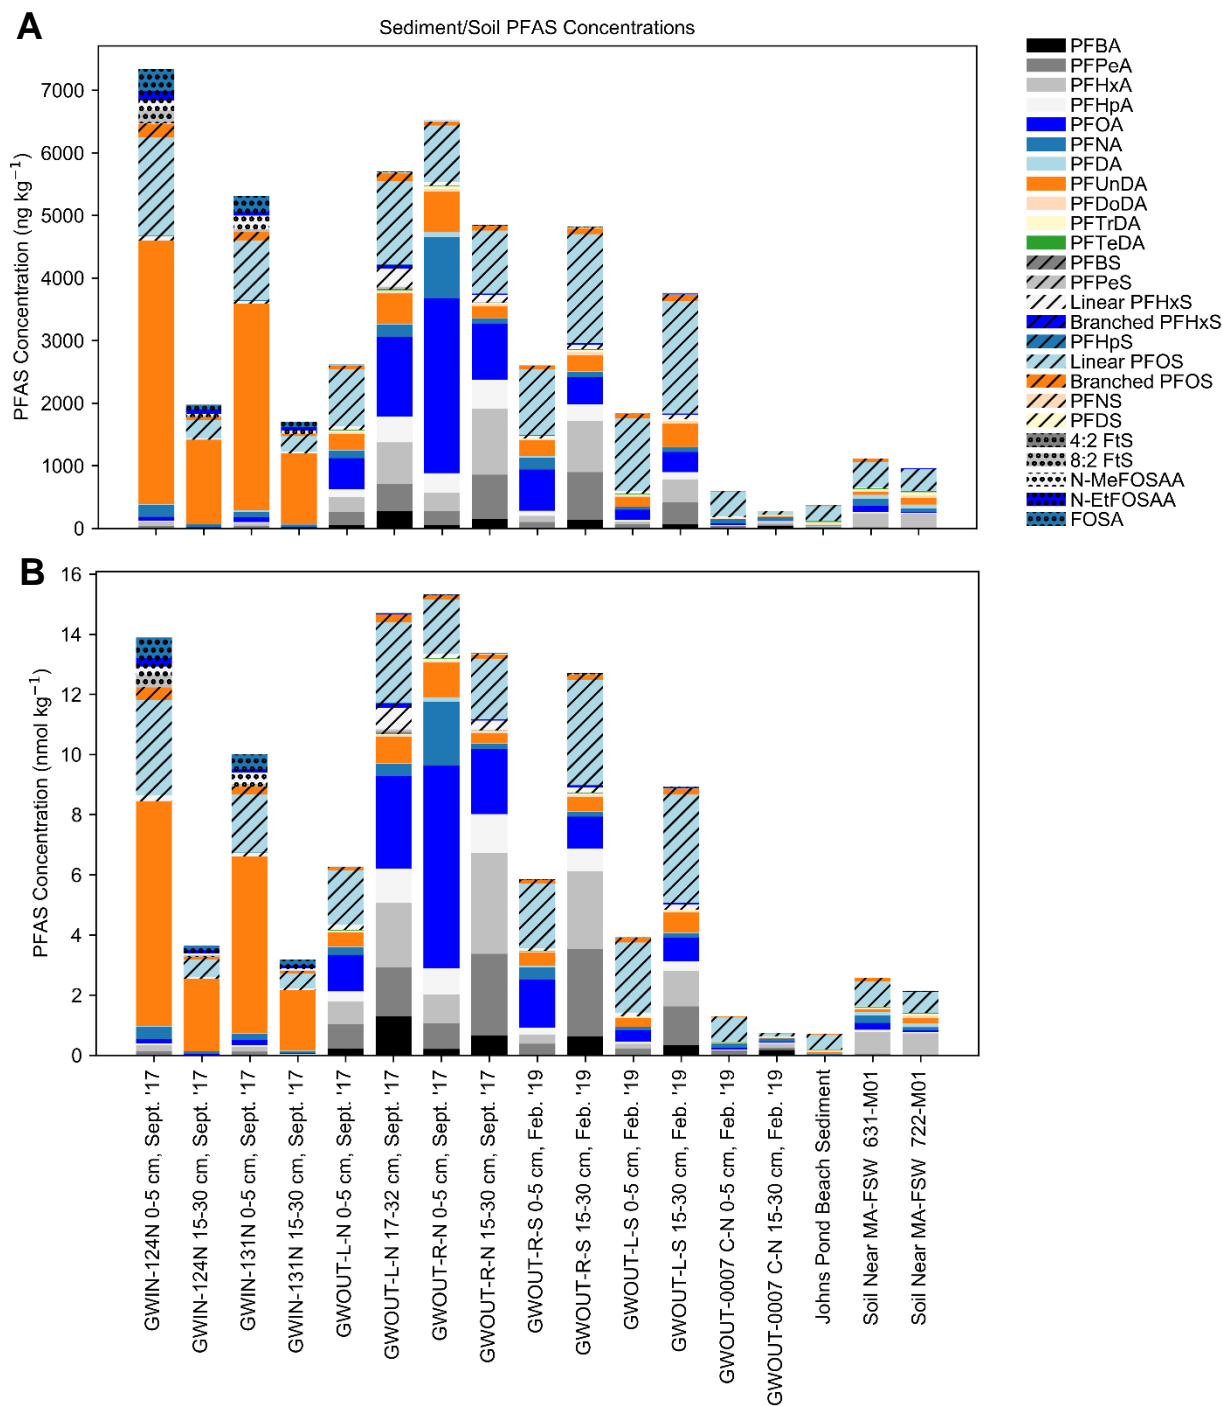 A
Sediment/Soil PFAS Concentrations
PFAS Concentration (ng kg⁻¹)
7000
6000
5000
4000
3000
2000
1000
0
PFBA
PFPeA
PFHxA
PFHpA
PFOA
PFNA
PFDA
PFUnDA
PFDoDA
PFTrDA
PFTeDA
PFBS
PFPeS
Linear PFHxS
Branched PFHxS
PFHpS
Linear PFOS
Branched PFOS
PFNS
PFDS
4:2 FtS
8:2 FtS
N-MeFOSAA
N-EtFOSAA
FOSA
B
PFAS Concentration (nmol kg⁻¹)
16
14
12
10
8
6
4
2
0
GWIN-124N 0-5 cm, Sept. '17
GWIN-124N 15-30 cm, Sept. '17
GWIN-131N 0-5 cm, Sept. '17
GWIN-131N 15-30 cm, Sept. '17
GWOUT-L-N 0-5 cm, Sept. '17
GWOUT-L-N 17-32 cm, Sept. '17
GWOUT-R-N 0-5 cm, Sept. '17
GWOUT-R-N 15-30 cm, Sept. '17
GWOUT-R-S 0-5 cm, Feb. '19
GWOUT-R-S 15-30 cm, Feb. '19
GWOUT-L-S 0-5 cm, Feb. '19
GWOUT-L-S 15-30 cm, Feb. '19
GWOUT-0007 C-N 0-5 cm, Feb. '19
GWOUT-0007 C-N 15-30 cm, Feb. '19
Johns Pond Beach Sediment
Soil Near MA-FSW 631-M01
Soil Near MA-FSW 722-M01